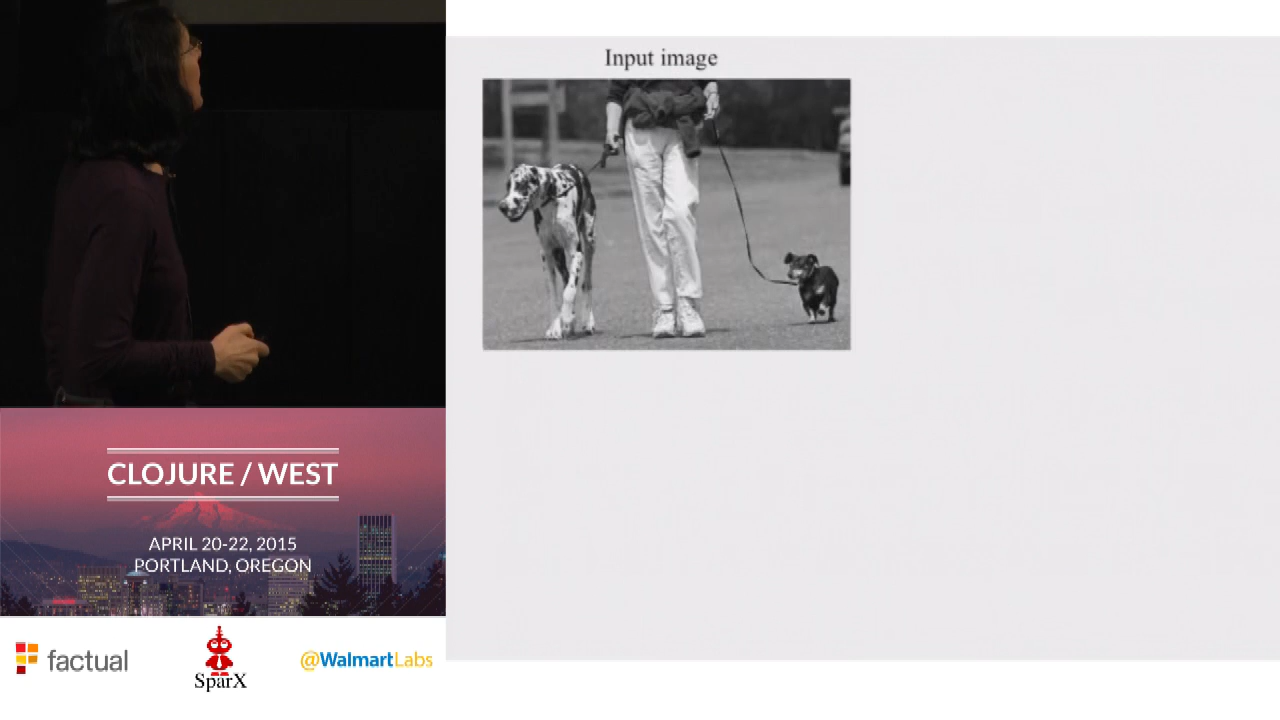 Input image
CLOJURE / WEST
APRIL 20-22, 2015
PORTLAND, OREGON
factual
SparX
@WalmartLabs